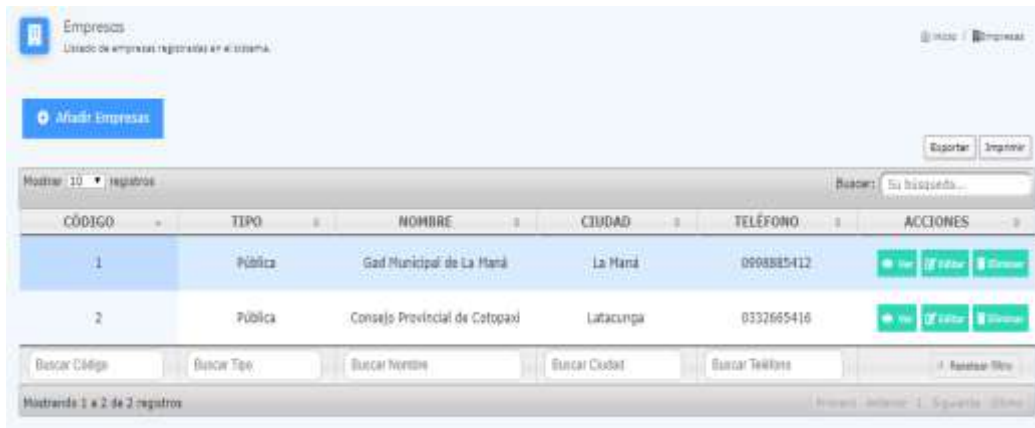 Empresas
Listado de empresas registradas en el sistema.
Inicio / Empresas
Añadir Empresas
Exportar Imprimir
Mostrar 10 registros
Buscar: Su búsqueda...
CÓDIGO TIPO NOMBRE CIUDAD TELÉFONO ACCIONES
1 Pública Gad Municipal de La Maná La Maná 0998885412 Ver Editar Eliminar
2 Pública Consejo Provincial de Cotopaxi Latacunga 0332665416 Ver Editar Eliminar
Buscar Código Buscar Tipo Buscar Nombre Buscar Ciudad Buscar Teléfono Resetear filtro
Mostrando 1 a 2 de 2 registros
Primero Anterior 1 Siguiente Último